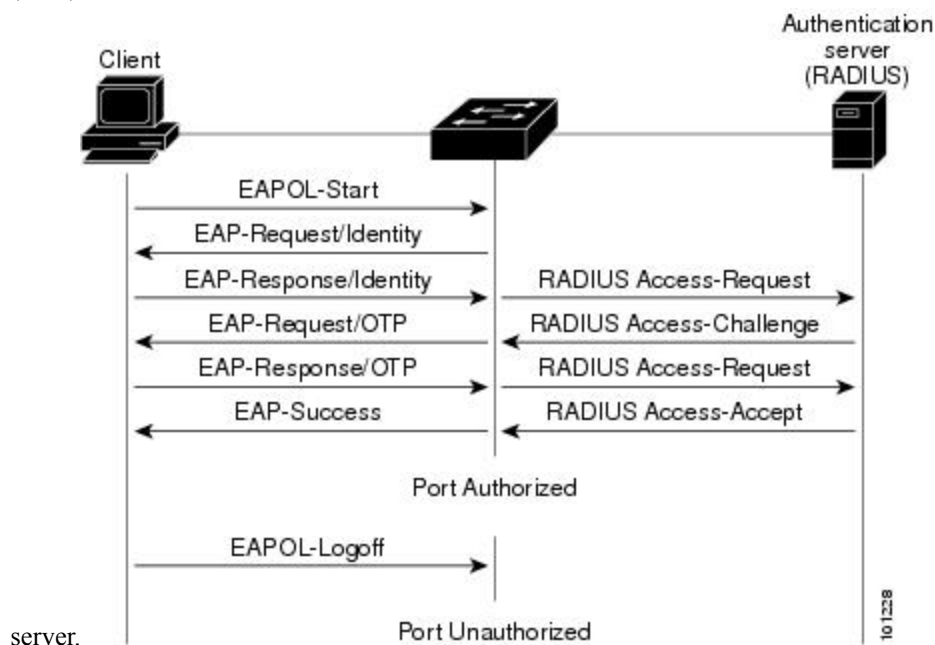 Authentication
server
(RADIUS)
Client
EAPOL-Start
EAP-Request/Identity
EAP-Response/Identity
RADIUS Access-Request
EAP-Request/OTP
RADIUS Access-Challenge
EAP-Response/OTP
RADIUS Access-Request
EAP-Success
RADIUS Access-Accept
Port Authorized
EAPOL-Logoff
Port Unauthorized
101228
server.